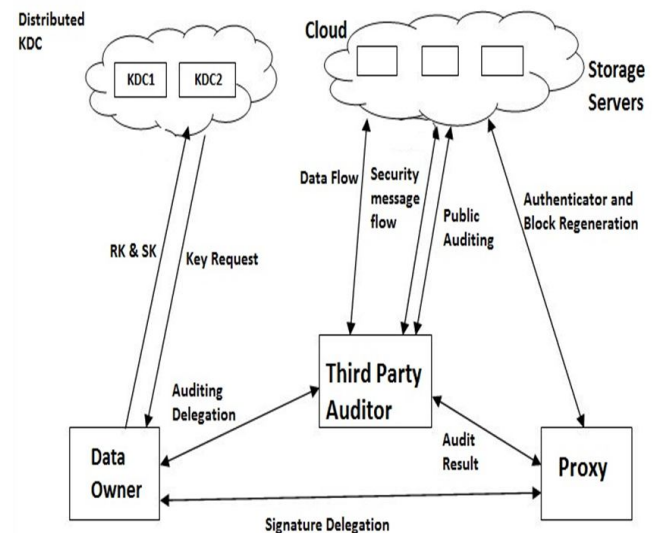 Distributed
KDC
KDC1
KDC2
Cloud
Storage
Servers
Data Flow
Security
message
flow
Public
Auditing
Authenticator and
Block Regeneration
RK & SK
Key Request
Auditing
Delegation
Third Party
Auditor
Data
Owner
Audit
Result
Proxy
Signature Delegation